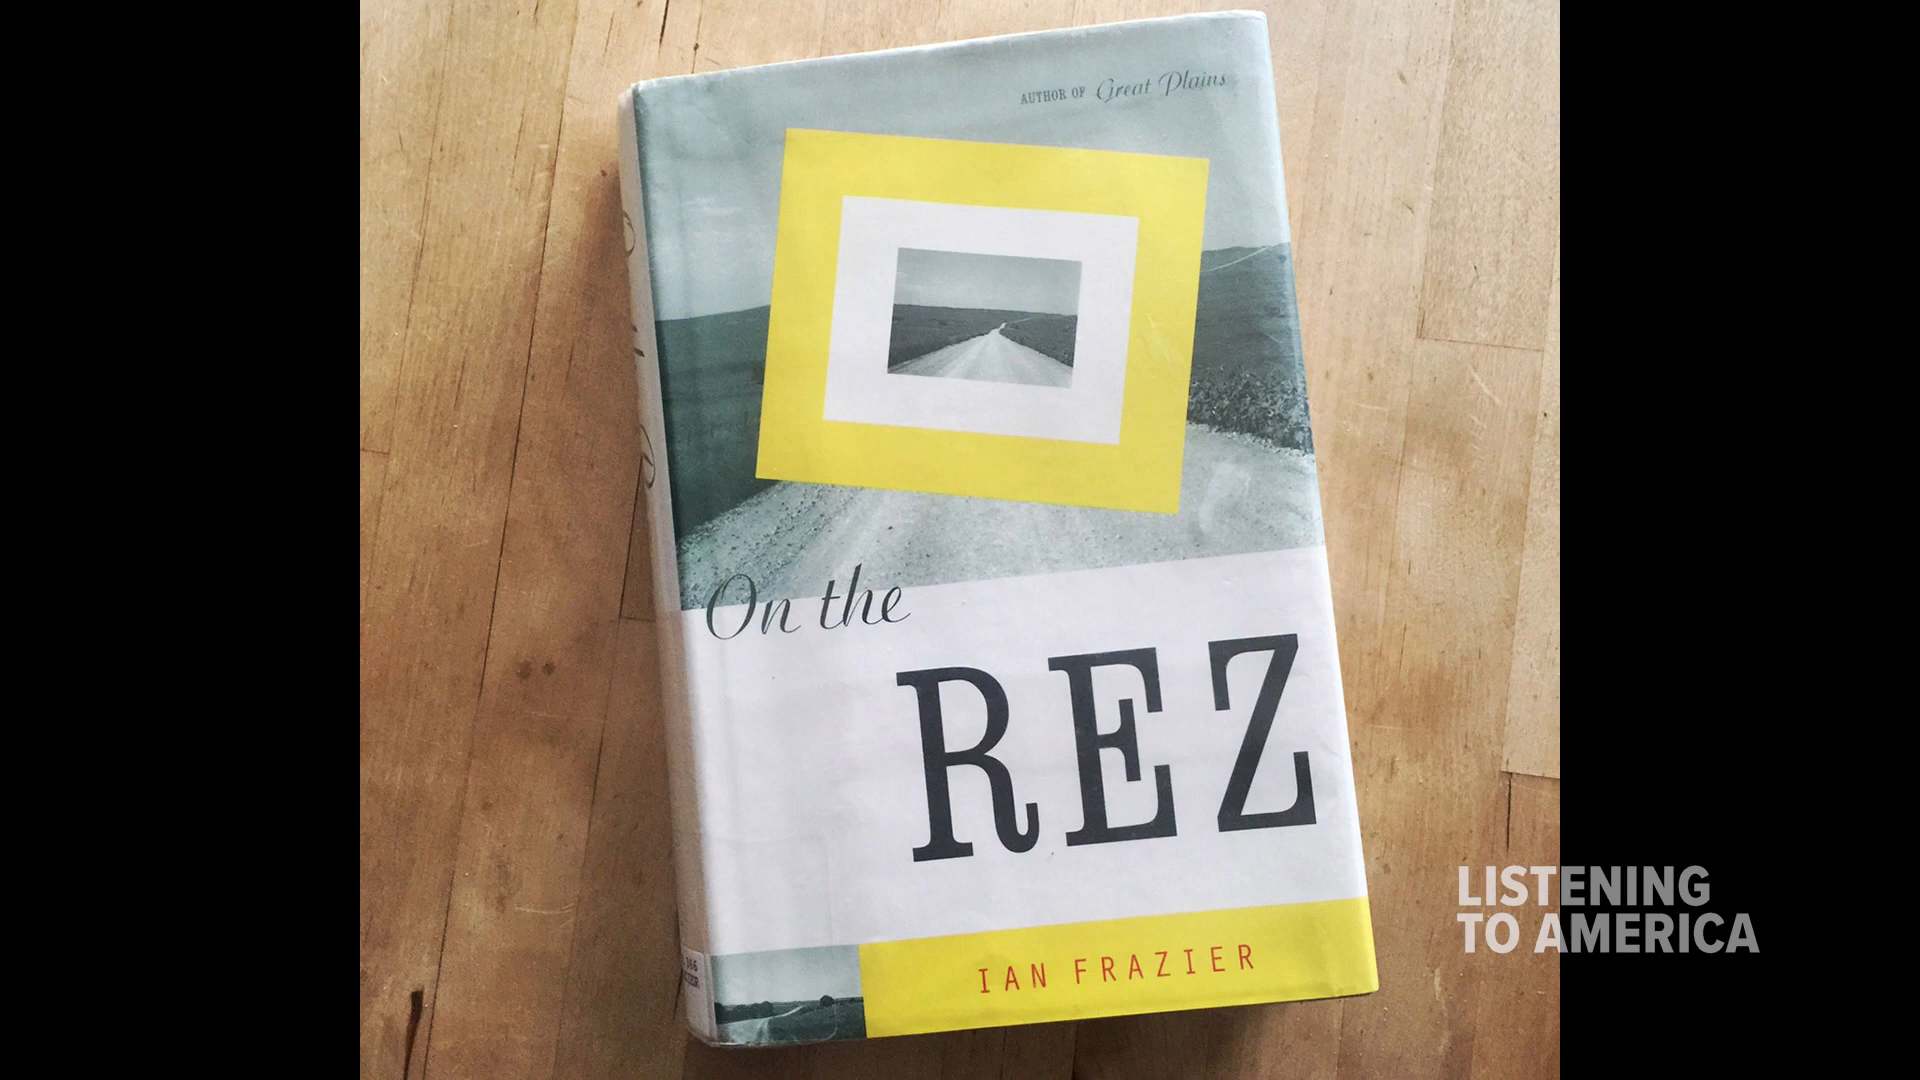 AUTHOR OF Great Plains
On the
REZ
IAN FRAZIER
LISTENING
TO AMERICA